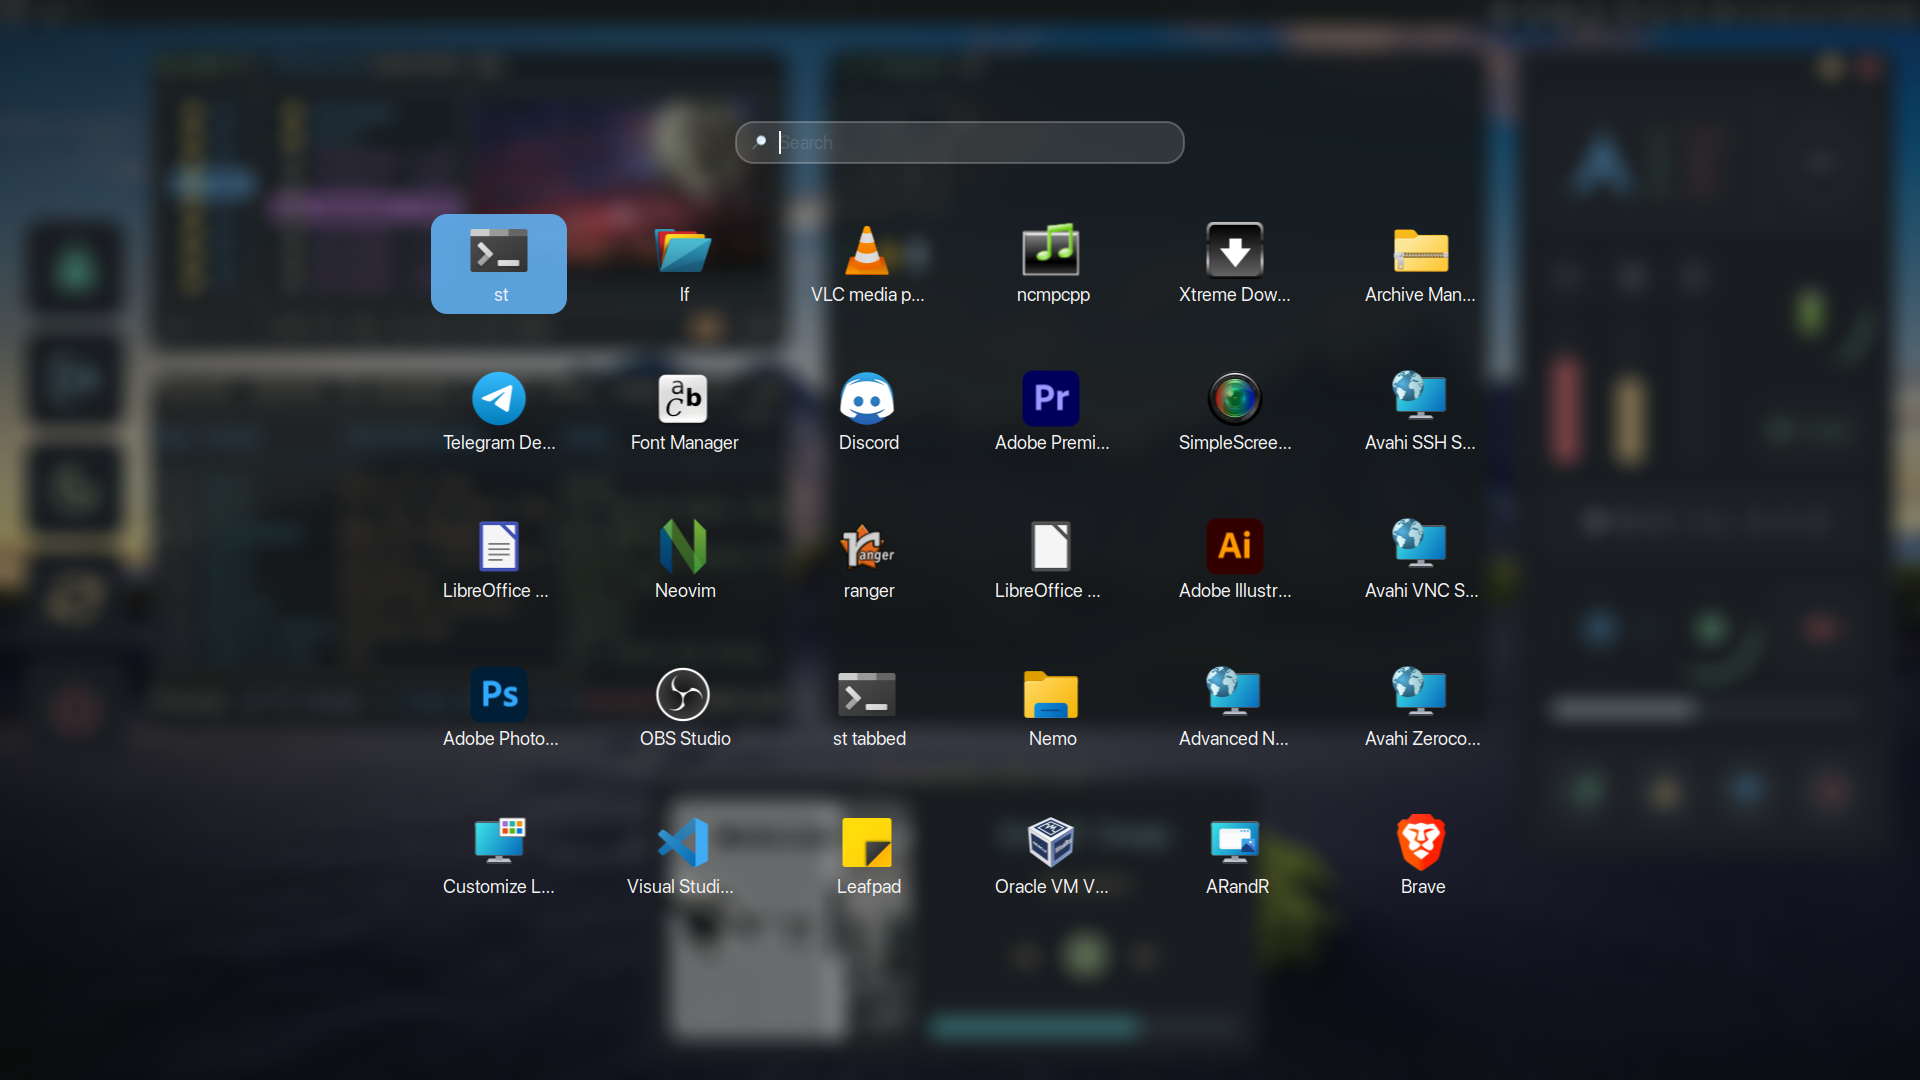 Search
st
lf
VLC media p...
ncmpcpp
Xtreme Dow...
Archive Man...
Telegram De...
Font Manager
Discord
Adobe Premi...
SimpleScree...
Avahi SSH S...
LibreOffice ...
Neovim
ranger
LibreOffice ...
Adobe Illustr...
Avahi VNC S...
Adobe Photo...
OBS Studio
st tabbed
Nemo
Advanced N...
Avahi Zeroco...
Customize L...
Visual Studi...
Leafpad
Oracle VM V...
ARandR
Brave